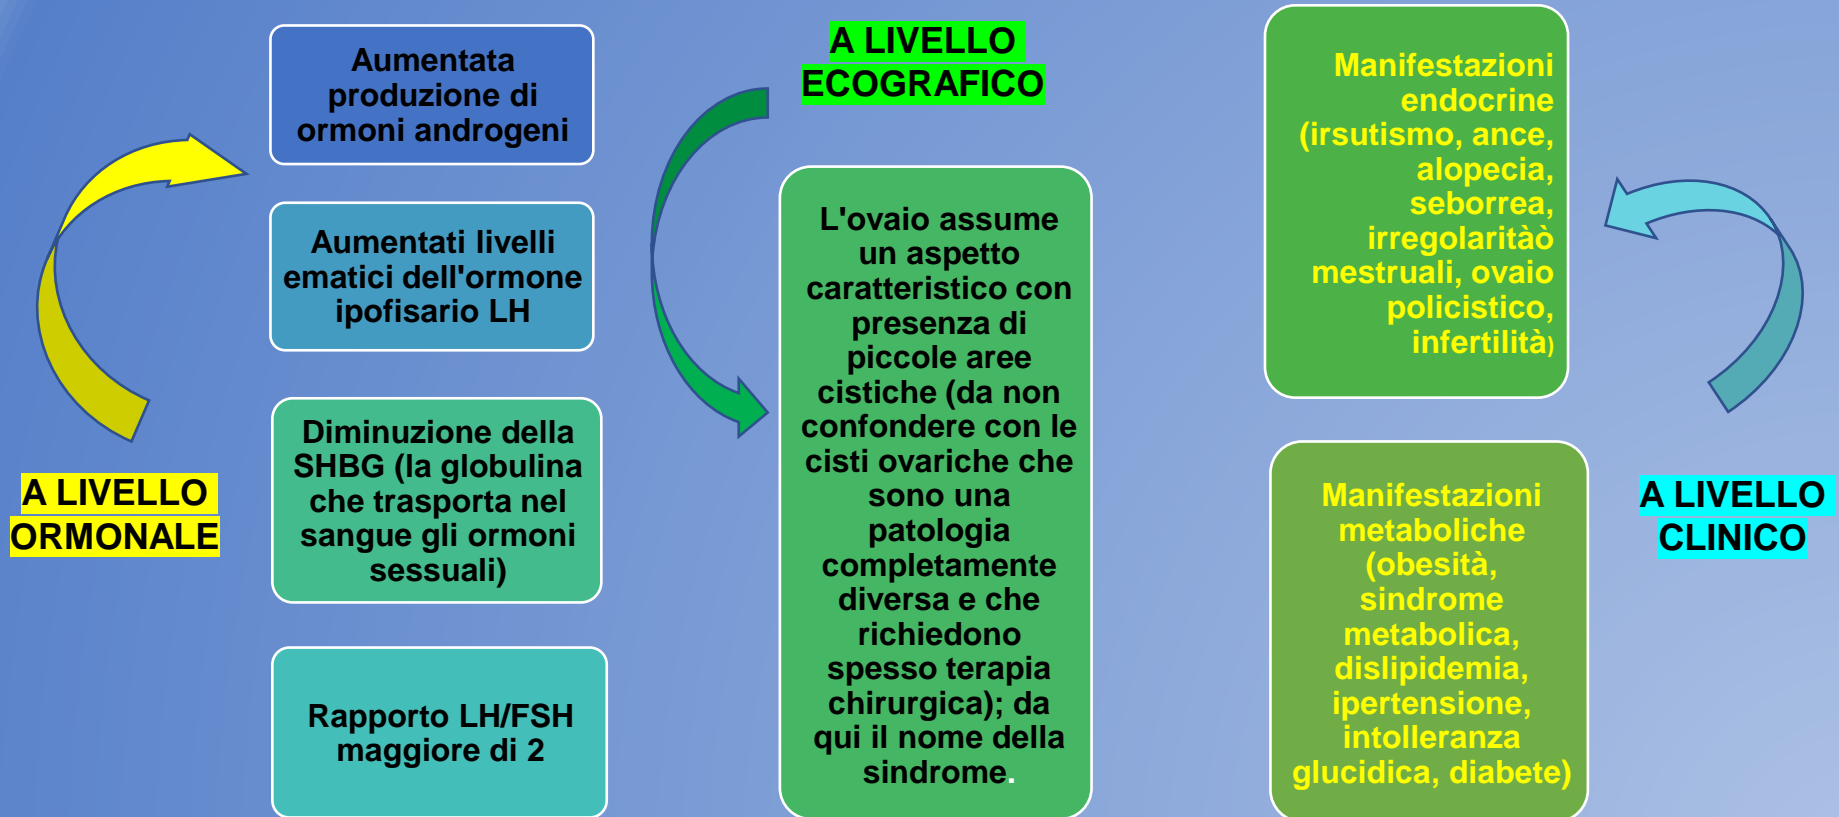 A LIVELLO
ORMONALE
Aumentata
produzione di
ormoni androgeni
Aumentati livelli
ematici dell'ormone
ipofisario LH
Diminuzione della
SHBG (la globulina
che trasporta nel
sangue gli ormoni
sessuali)
Rapporto LH/FSH
maggiore di 2
A LIVELLO
ECOGRAFICO
L'ovaio assume
un aspetto
caratteristico con
presenza di
piccole aree
cistiche (da non
confondere con le
cisti ovariche che
sono una
patologia
completamente
diversa e che
richiedono
spesso terapia
chirurgica); da
qui il nome della
sindrome.
A LIVELLO
CLINICO
Manifestazioni
endocrine
(irsutismo, ance,
alopecia,
seborrea,
irregolaritàò
mestruali, ovaio
policistico,
infertilità)
Manifestazioni
metaboliche
(obesità,
sindrome
metabolica,
dislipidemia,
ipertensione,
intolleranza
glucidica, diabete)